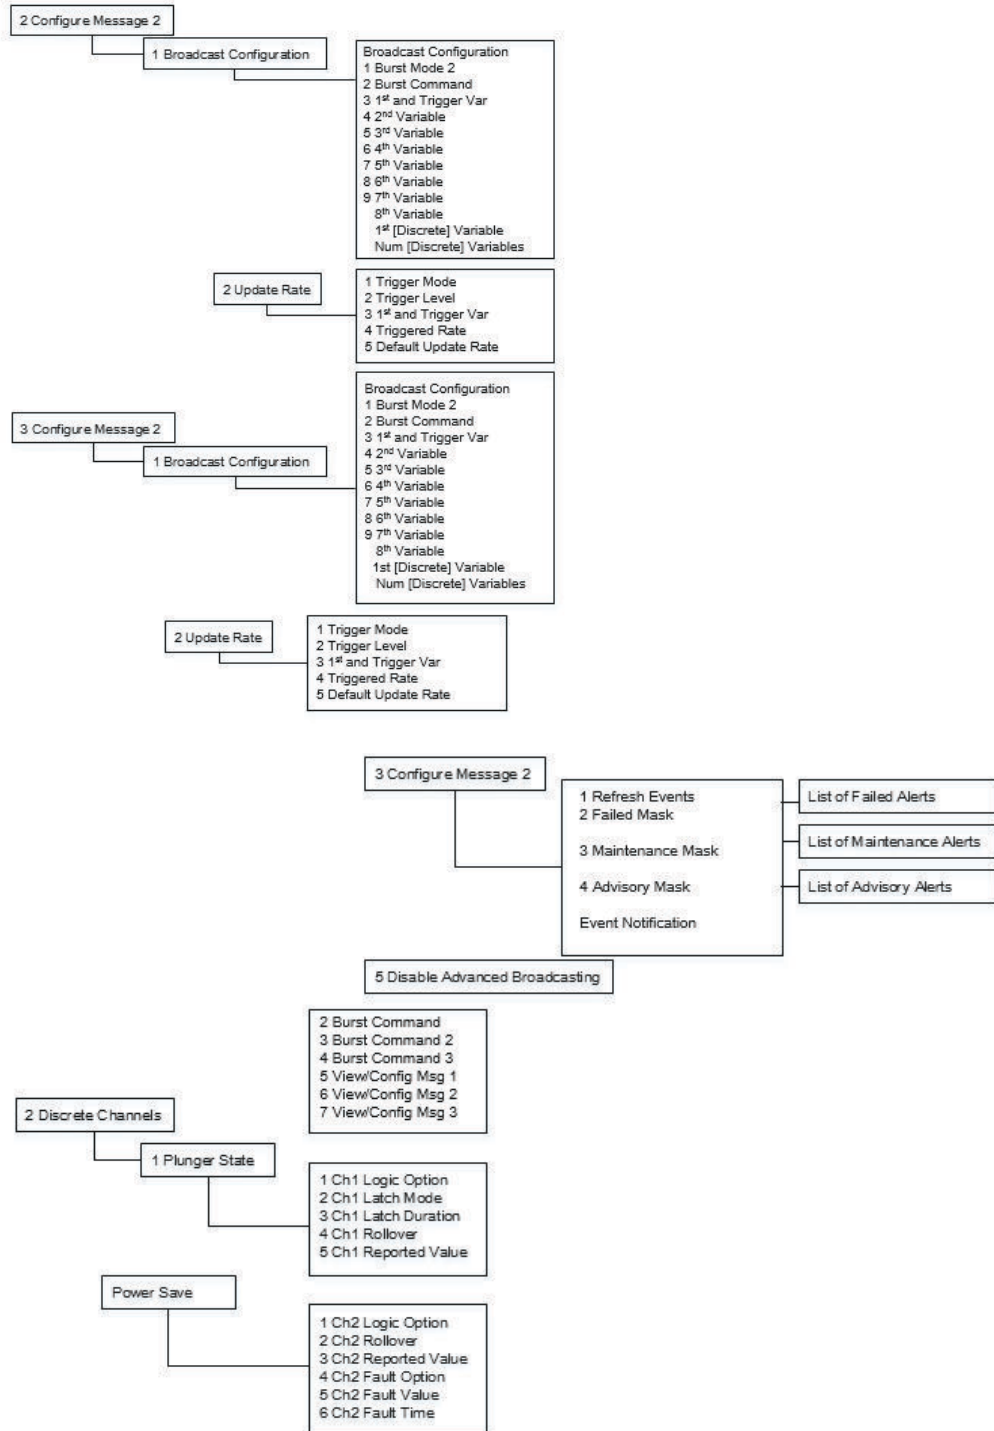 2 Configure Message 2
1 Broadcast Configuration
Broadcast Configuration
1 Burst Mode 2
2 Burst Command
3 1st and Trigger Var
4 2nd Variable
5 3rd Variable
6 4th Variable
7 5th Variable
8 6th Variable
9 7th Variable
8th Variable
1st [Discrete] Variable
Num [Discrete] Variables
2 Update Rate
1 Trigger Mode
2 Trigger Level
3 1st and Trigger Var
4 Triggered Rate
5 Default Update Rate
3 Configure Message 2
1 Broadcast Configuration
Broadcast Configuration
1 Burst Mode 2
2 Burst Command
3 1st and Trigger Var
4 2nd Variable
5 3rd Variable
6 4th Variable
7 5th Variable
8 6th Variable
9 7th Variable
8th Variable
1st [Discrete] Variable
Num [Discrete] Variables
2 Update Rate
1 Trigger Mode
2 Trigger Level
3 1st and Trigger Var
4 Triggered Rate
5 Default Update Rate
3 Configure Message 2
1 Refresh Events
2 Failed Mask
3 Maintenance Mask
4 Advisory Mask
Event Notification
List of Failed Alerts
List of Maintenance Alerts
List of Advisory Alerts
5 Disable Advanced Broadcasting
2 Burst Command
3 Burst Command 2
4 Burst Command 3
5 View/Config Msg 1
6 View/Config Msg 2
7 View/Config Msg 3
2 Discrete Channels
1 Plunger State
1 Ch1 Logic Option
2 Ch1 Latch Mode
3 Ch1 Latch Duration
4 Ch1 Rollover
5 Ch1 Reported Value
Power Save
1 Ch2 Logic Option
2 Ch2 Rollover
3 Ch2 Reported Value
4 Ch2 Fault Option
5 Ch2 Fault Value
6 Ch2 Fault Time